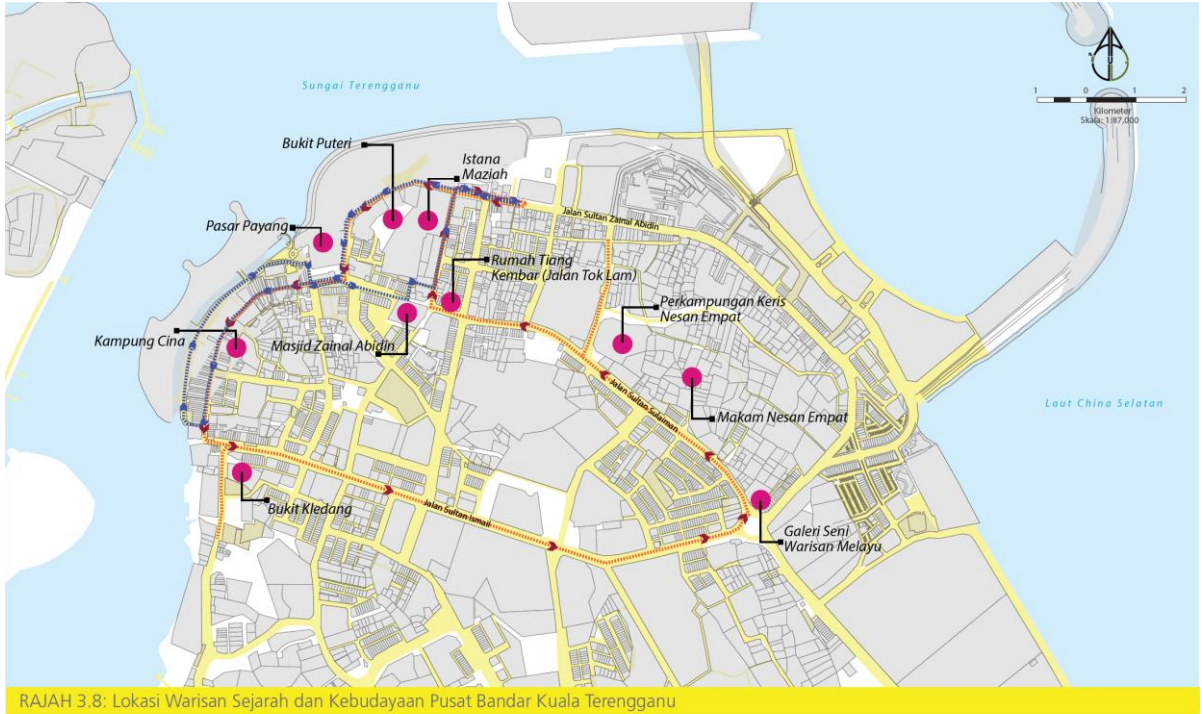 Sungai Terengganu
1 0 1 2
Kilometer
Skala: 1:87,000
Bukit Puteri
Istana
Maziah
Pasar Payang
Jalan Sultan Zainal Abidin
Rumah Tiang
Kembar (Jalan Tok Lam)
Perkampungan Keris
Nesan Empat
Kampung Cina
Masjid Zainal Abidin
Jalan Sultan Sulaiman
Makam Nesan Empat
Laut China Selatan
Bukit Kledang
Jalan Sultan Ismail
Galeri Seni
Warisan Melayu
RAJAH 3.8: Lokasi Warisan Sejarah dan Kebudayaan Pusat Bandar Kuala Terengganu